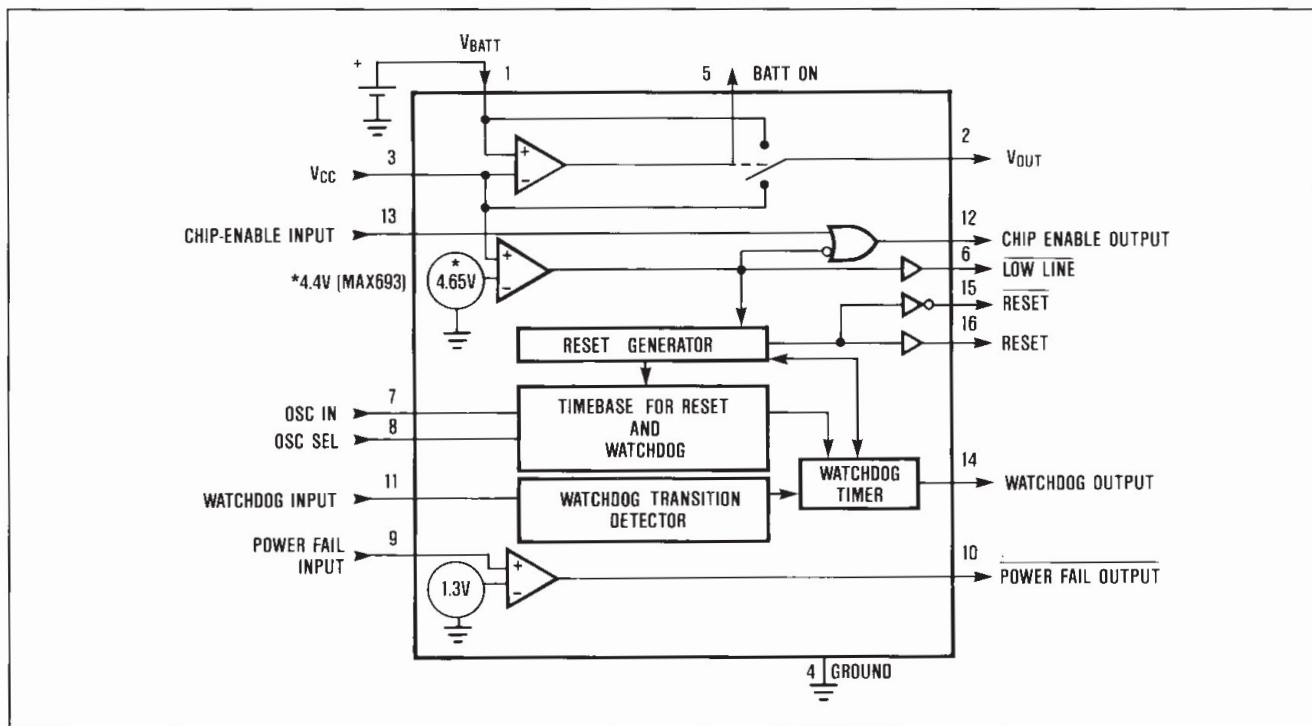 VBATT
+
1
5 BATT ON
3
VCC
+
−
2
VOUT
13
CHIP-ENABLE INPUT
12
CHIP ENABLE OUTPUT
*
4.65V
*4.4V (MAX693)
+
−
6
LOW LINE
15
RESET
16
RESET
RESET GENERATOR
7
OSC IN
8
OSC SEL
TIMEBASE FOR RESET
AND
WATCHDOG
11
WATCHDOG INPUT
WATCHDOG TRANSITION
DETECTOR
WATCHDOG
TIMER
14
WATCHDOG OUTPUT
9
POWER FAIL
INPUT
1.3V
+
−
10
POWER FAIL OUTPUT
4 GROUND